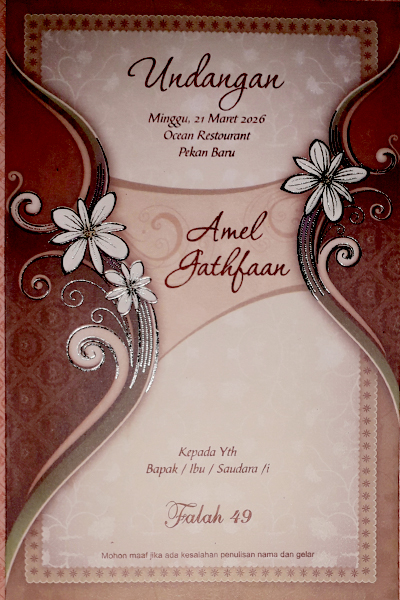 Undangan
Minggu, 21 Maret 2026
Ocean Restourant
Pekan Baru
Amel
Gathfaan
Kepada Yth
Bapak / Ibu / Saudara /i
Falah 49
Mohon maaf jika ada kesalahan penulisan nama dan gelar